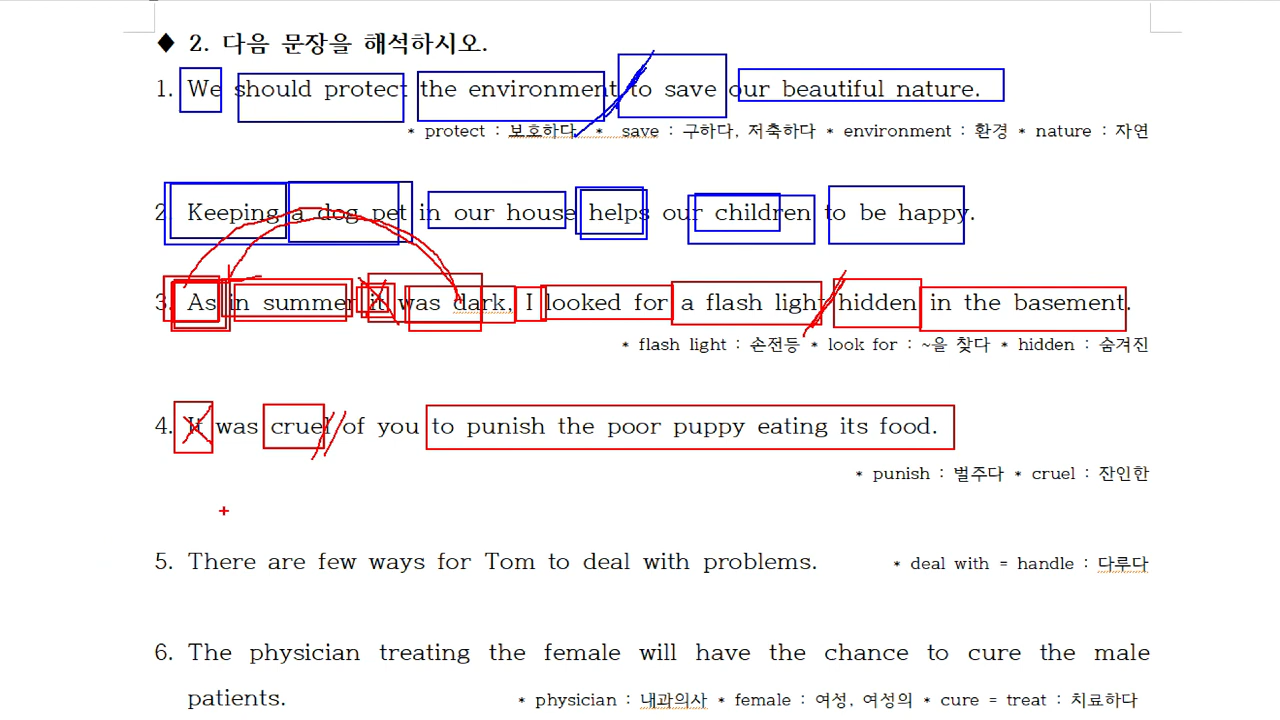 ◆ 2. 다음 문장을 해석하시오.
1. We should protect the environment to save our beautiful nature.
* protect : 보호하다 * save : 구하다, 저축하다 * environment : 환경 * nature : 자연
2. Keeping a dog pet in our house helps our children to be happy.
3. As in summer it was dark, I looked for a flash light hidden in the basement.
* flash light : 손전등 * look for : ~을 찾다 * hidden : 숨겨진
4. It was cruel of you to punish the poor puppy eating its food.
* punish : 벌주다 * cruel : 잔인한
5. There are few ways for Tom to deal with problems. * deal with = handle : 다루다
6. The physician treating the female will have the chance to cure the male
patients. * physician : 내과의사 * female : 여성, 여성의 * cure = treat : 치료하다